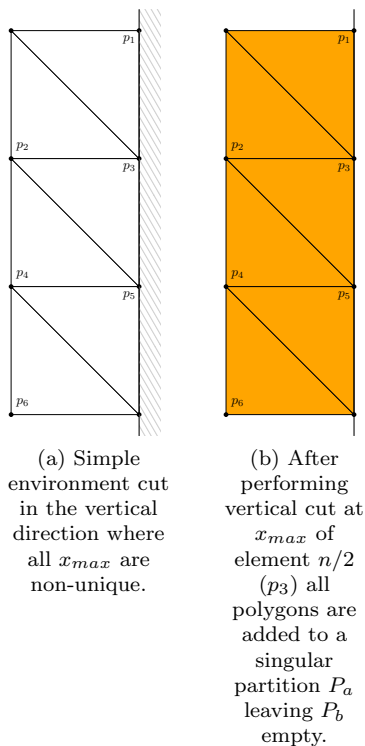 p1
p2
p3
p4
p5
p6
(a) Simple
environment cut
in the vertical
direction where
all xmax are
non-unique.
p1
p2
p3
p4
p5
p6
(b) After
performing
vertical cut at
xmax of
element n/2
(p3) all
polygons are
added to a
singular
partition Pa
leaving Pb
empty.